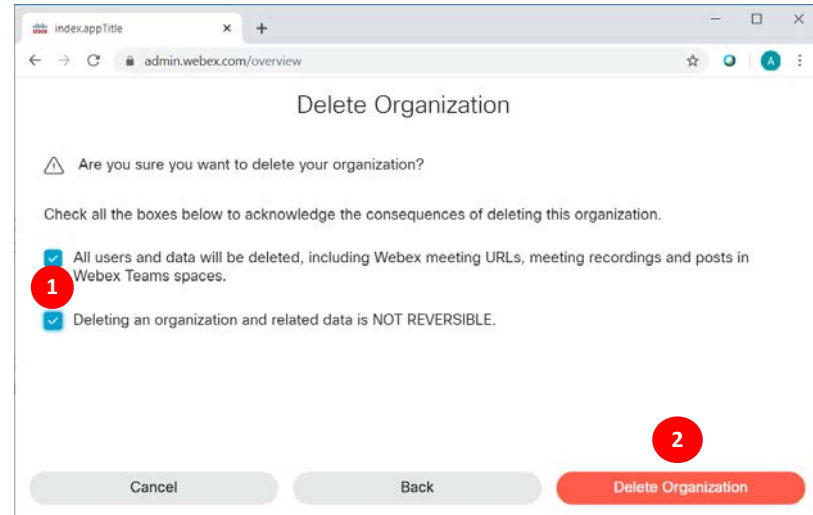 index.appTitle
admin.webex.com/overview
A
Delete Organization
Are you sure you want to delete your organization?
Check all the boxes below to acknowledge the consequences of deleting this organization.
All users and data will be deleted, including Webex meeting URLs, meeting recordings and posts in
Webex Teams spaces.
1
Deleting an organization and related data is NOT REVERSIBLE.
2
Cancel Back Delete Organization